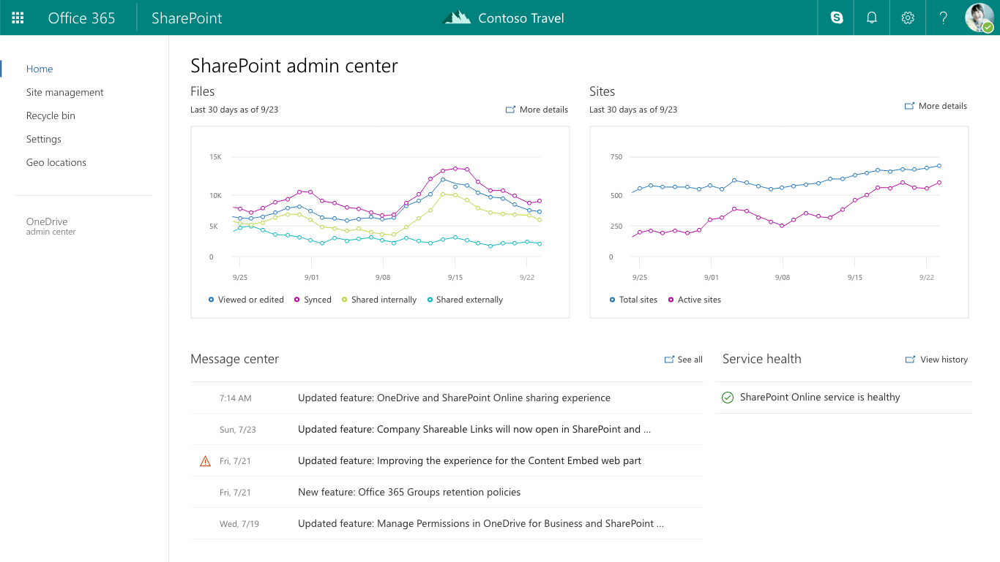 Office 365
SharePoint
Contoso Travel
?
Home
Site management
Recycle bin
Settings
Geo locations
OneDrive
admin center
SharePoint admin center
Files
Last 30 days as of 9/23
More details
15K
10K
5K
0
9/25 9/01 9/08 9/15 9/22
Viewed or edited Synced Shared internally Shared externally
Sites
Last 30 days as of 9/23
More details
750
500
250
0
9/25 9/01 9/08 9/15 9/22
Total sites Active sites
Message center
See all
7:14 AM Updated feature: OneDrive and SharePoint Online sharing experience
Sun, 7/23 Updated feature: Company Shareable Links will now open in SharePoint and ...
Fri, 7/21 Updated feature: Improving the experience for the Content Embed web part
Fri, 7/21 New feature: Office 365 Groups retention policies
Wed, 7/19 Updated feature: Manage Permissions in OneDrive for Business and SharePoint ...
Service health
View history
SharePoint Online service is healthy